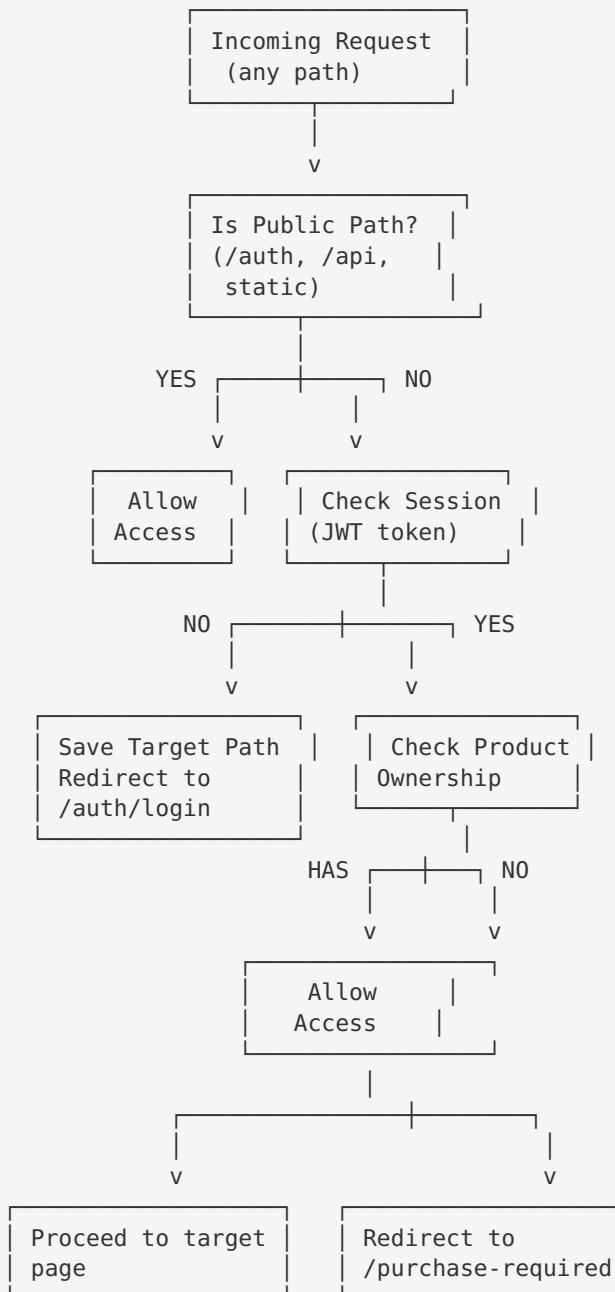 Incoming Request
(any path)
v
Is Public Path?
(/auth, /api,
static)
YES NO
v v
Allow Check Session
Access (JWT token)
NO YES
v v
Save Target Path Check Product
Redirect to Ownership
/auth/login
HAS NO
v v
Allow
Access
v v
Proceed to target Redirect to
page /purchase-required